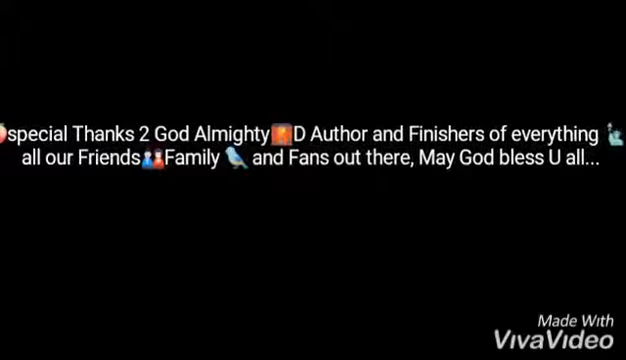 special Thanks 2 God Almighty D Author and Finishers of everything
all our Friends Family and Fans out there, May God bless U all...
Made With
VivaVideo